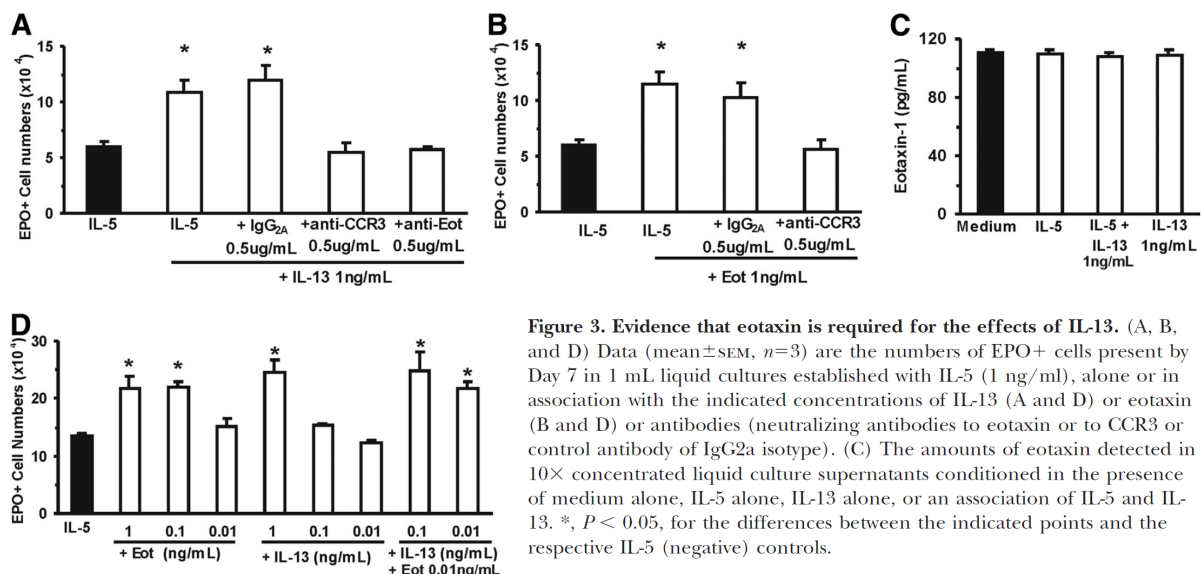 A
EPO+ Cell numbers (x10⁴)
15
10
5
0
*
*
IL-5
IL-5
+ IgG2A
+anti-CCR3
+anti-Eot
0.5ug/mL
0.5ug/mL
0.5ug/mL
+ IL-13 1ng/mL
B
EPO+ Cell numbers (x10⁴)
15
10
5
0
*
*
IL-5
IL-5
+ IgG2A
+anti-CCR3
0.5ug/mL
0.5ug/mL
+ Eot 1ng/mL
C
Eotaxin-1 (pg/mL)
120
80
40
0
Medium
IL-5
IL-5 +
IL-13
1ng/mL
IL-13
1ng/mL
D
EPO+ Cell Numbers (x10⁴)
30
20
10
0
*
*
*
*
*
IL-5
1
0.1
0.01
1
0.1
0.01
0.1
0.01
+ Eot (ng/mL)
+ IL-13 (ng/mL)
+ IL-13 (ng/mL)
+ Eot 0.01ng/mL
Figure 3. Evidence that eotaxin is required for the effects of IL-13. (A, B,
and D) Data (mean±SEM, n=3) are the numbers of EPO+ cells present by
Day 7 in 1 mL liquid cultures established with IL-5 (1 ng/ml), alone or in
association with the indicated concentrations of IL-13 (A and D) or eotaxin
(B and D) or antibodies (neutralizing antibodies to eotaxin or to CCR3 or
control antibody of IgG2a isotype). (C) The amounts of eotaxin detected in
10× concentrated liquid culture supernatants conditioned in the presence
of medium alone, IL-5 alone, IL-13 alone, or an association of IL-5 and IL-
13. *, P < 0.05, for the differences between the indicated points and the
respective IL-5 (negative) controls.